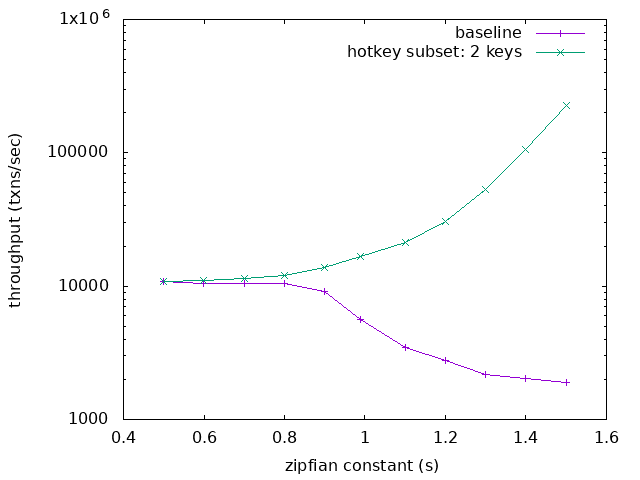 1x10^6
baseline
hotkey subset: 2 keys
100000
throughput (txns/sec)
10000
1000
0.4 0.6 0.8 1 1.2 1.4 1.6
zipfian constant (s)